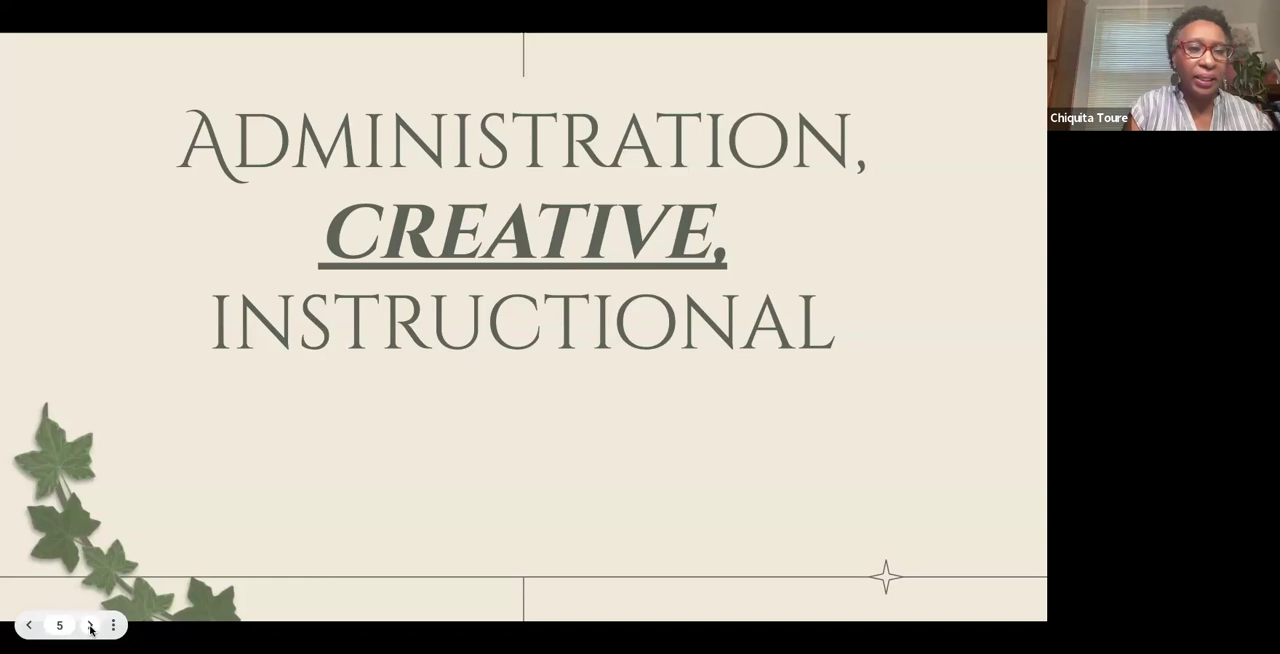 ADMINISTRATION,
CREATIVE,
INSTRUCTIONAL
Chiquita Toure
5